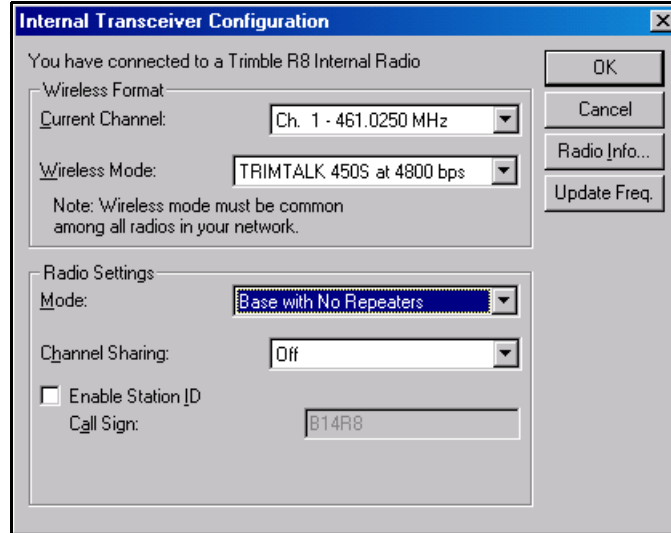 Internal Transceiver Configuration
You have connected to a Trimble R8 Internal Radio
Wireless Format
Current Channel:
Ch. 1 - 461.0250 MHz
Wireless Mode:
TRIMTALK 450S at 4800 bps
Note: Wireless mode must be common
among all radios in your network.
Radio Settings
Mode:
Base with No Repeaters
Channel Sharing:
Off
Enable Station ID
Call Sign:
B14R8
OK
Cancel
Radio Info...
Update Freq.